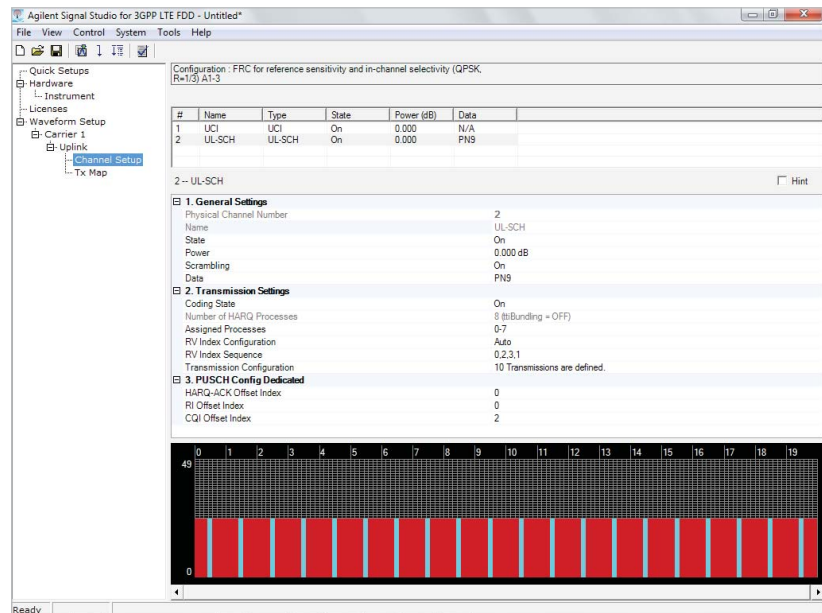 Agilent Signal Studio for 3GPP LTE FDD - Untitled*
File View Control System Tools Help
Quick Setups
Hardware
Instrument
Licenses
Waveform Setup
Carrier 1
Uplink
Channel Setup
Tx Map
Configuration : FRC for reference sensitivity and in-channel selectivity (QPSK,
R=1/3) A1-3
# Name Type State Power (dB) Data
1 UCI UCI On 0.000 N/A
2 UL-SCH UL-SCH On 0.000 PN9
2 -- UL-SCH Hint
1. General Settings
Physical Channel Number 2
Name UL-SCH
State On
Power 0.000 dB
Scrambling On
Data PN9
2. Transmission Settings
Coding State On
Number of HARQ Processes 8 (ttiBundling = OFF)
Assigned Processes 0-7
RV Index Configuration Auto
RV Index Sequence 0,2,3,1
Transmission Configuration 10 Transmissions are defined.
3. PUSCH Config Dedicated
HARQ-ACK Offset Index 0
RI Offset Index 0
CQI Offset Index 2
0 1 2 3 4 5 6 7 8 9 10 11 12 13 14 15 16 17 18 19
49
0
Ready